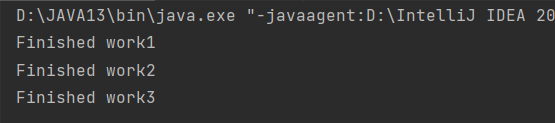 D:\JAVA13\bin\java.exe "-javaagent:D:\IntelliJ IDEA 20
Finished work1
Finished work2
Finished work3